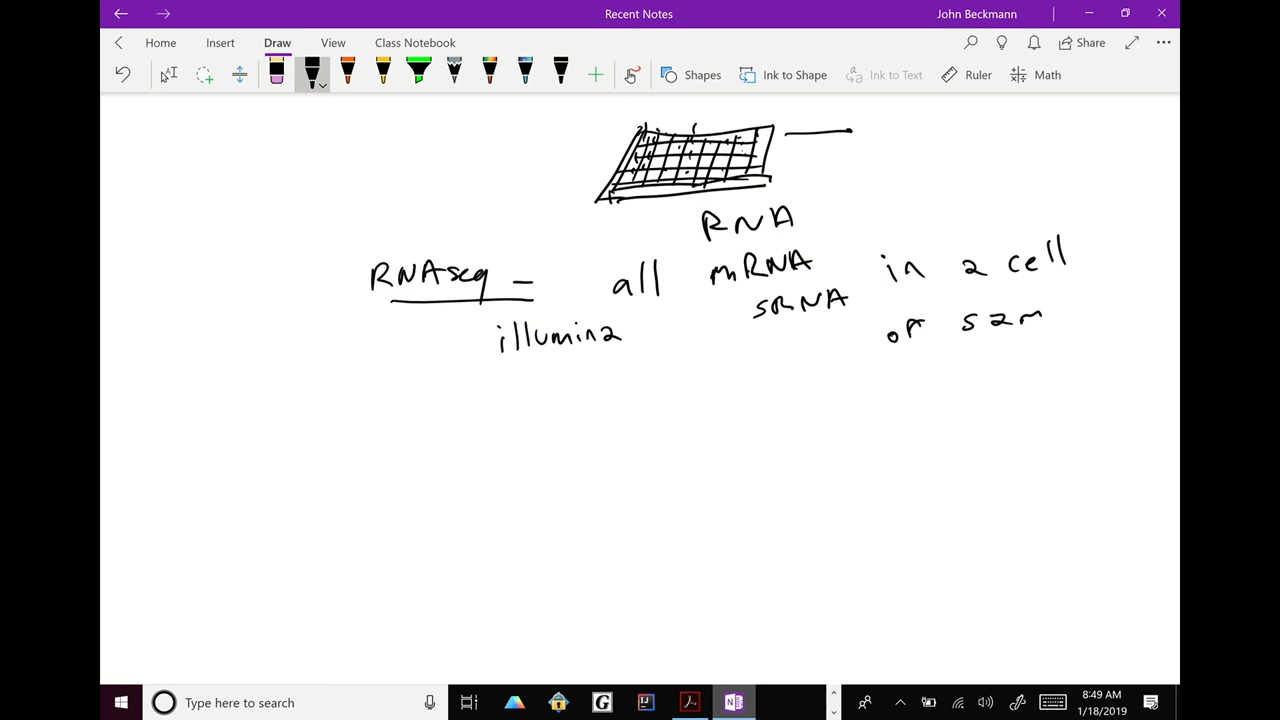 Recent Notes
John Beckmann
Home Insert Draw View Class Notebook
Share
Shapes Ink to Shape Ink to Text Ruler Math
RNA
RNAseq = all mRNA in a cell
sRNA
illumina or sam
Type here to search
8:49 AM
1/18/2019